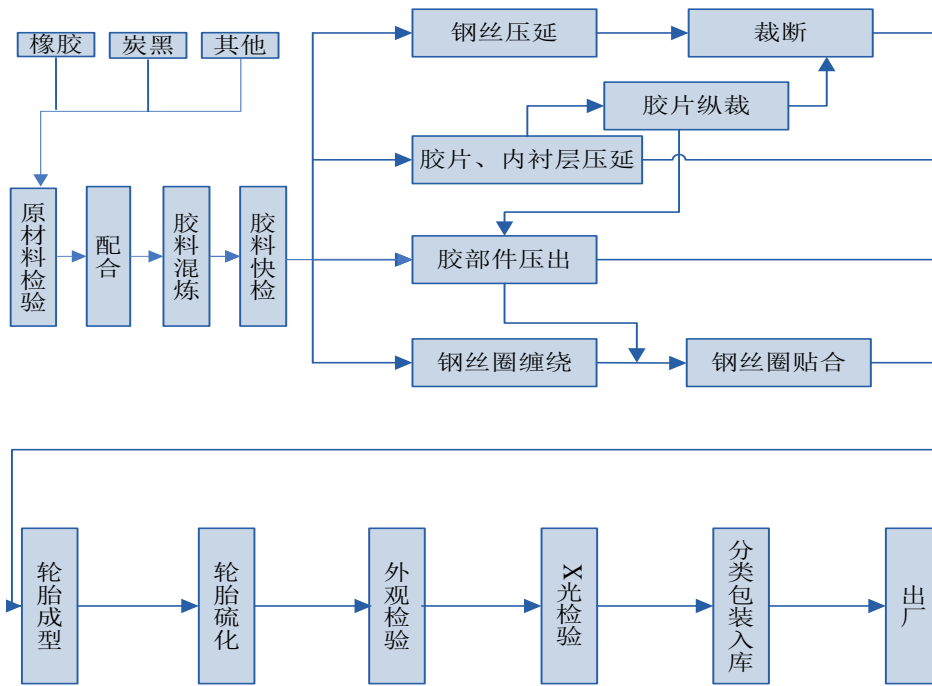 橡胶
炭黑
其他
原材料检验
配合
胶料混炼
胶料快检
钢丝压延
裁断
胶片纵裁
胶片、内衬层压延
胶部件压出
钢丝圈缠绕
钢丝圈贴合
轮胎成型
轮胎硫化
外观检验
X光检验
分类包装入库
出厂